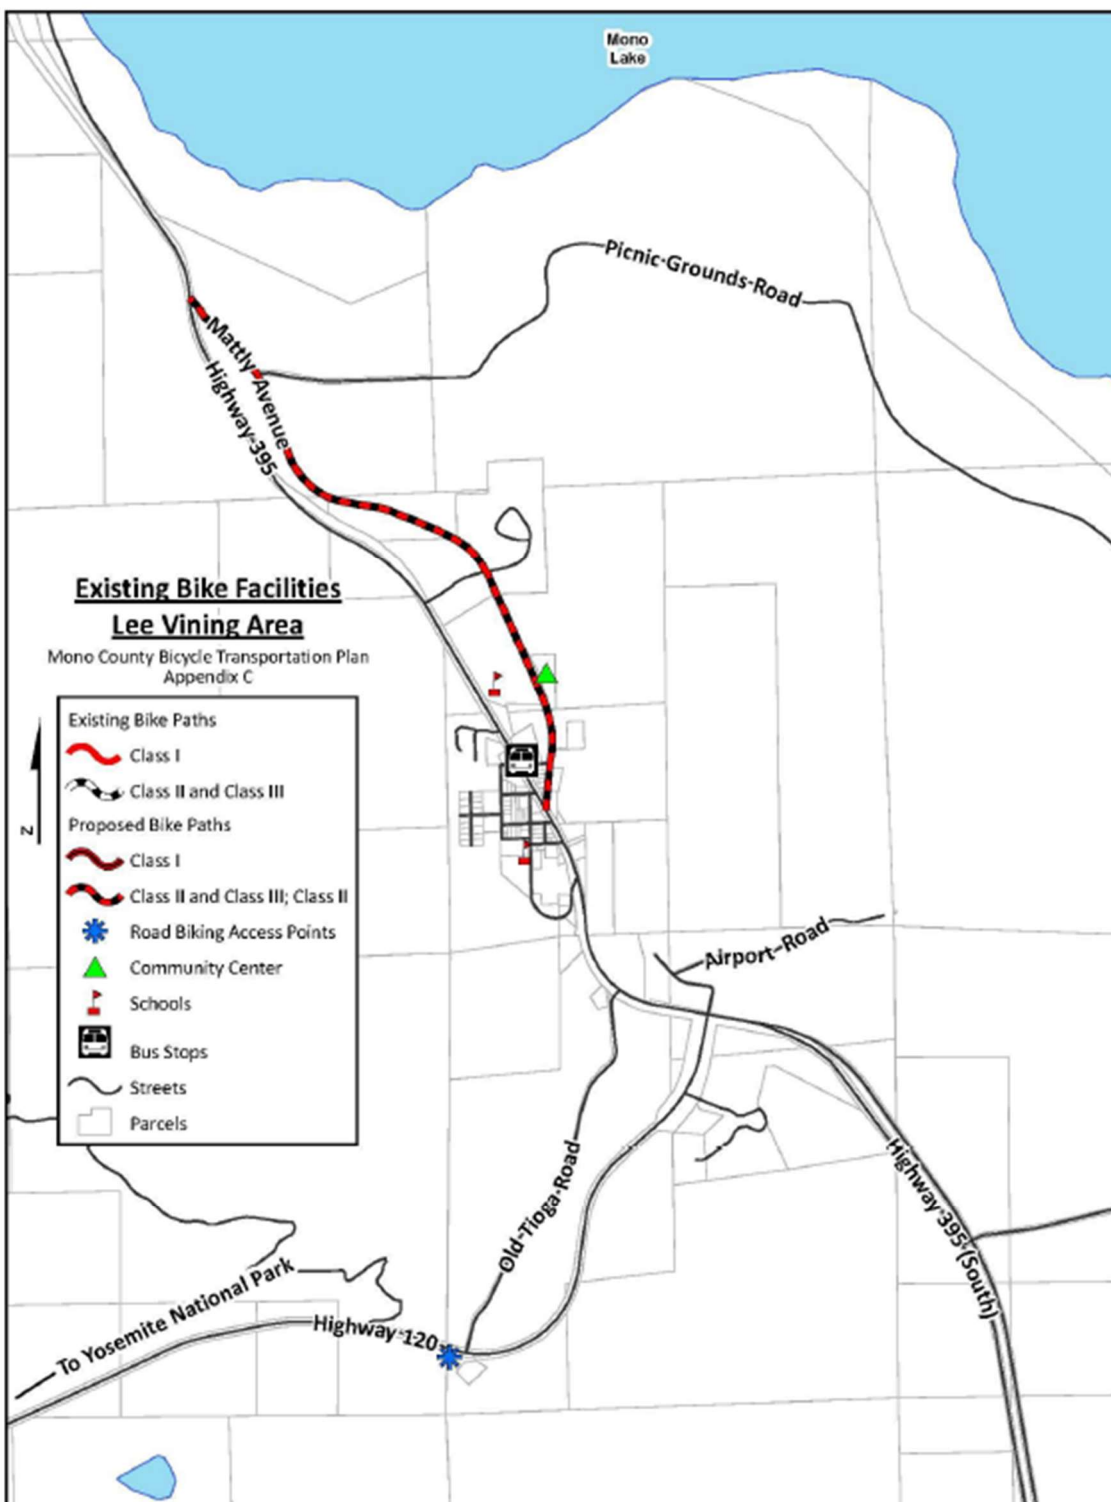 Mono
Lake
Picnic-Grounds-Road
Mattly-Avenue
Highway-395
Existing Bike Facilities
Lee Vining Area
Mono County Bicycle Transportation Plan
Appendix C
Existing Bike Paths
Class I
Class II and Class III
Proposed Bike Paths
Class I
Class II and Class III; Class II
Road Biking Access Points
Community Center
Schools
Bus Stops
Streets
Parcels
N
Airport-Road
Old-Tioga-Road
Highway-395 (South)
To Yosemite National Park
Highway-120